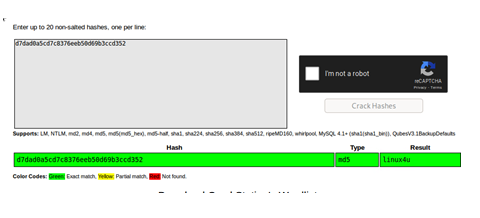 Enter up to 20 non-salted hashes, one per line:
d7dad0a5cd7c8376eeb50d69b3ccd352
I'm not a robot
reCAPTCHA
Privacy - Terms
Crack Hashes
Supports: LM, NTLM, md2, md4, md5, md5(md5_hex), md5-half, sha1, sha224, sha256, sha384, sha512, ripeMD160, whirlpool, MySQL 4.1+ (sha1(sha1_bin)), QubesV3.1BackupDefaults
Hash Type Result
d7dad0a5cd7c8376eeb50d69b3ccd352 md5 linux4u
Color Codes: Green: Exact match, Yellow: Partial match, Red: Not found.